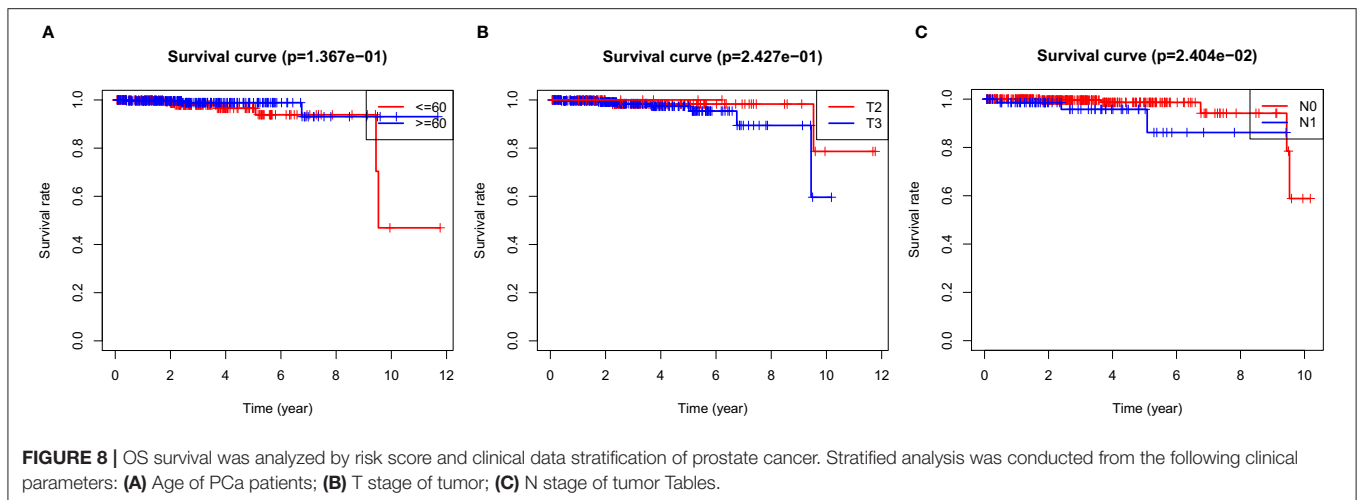 A
Survival curve (p=1.367e−01)
<=60
>=60
Survival rate
1.0
0.8
0.6
0.4
0.2
0.0
0 2 4 6 8 10 12
Time (year)
B
Survival curve (p=2.427e−01)
T2
T3
Survival rate
1.0
0.8
0.6
0.4
0.2
0.0
0 2 4 6 8 10 12
Time (year)
C
Survival curve (p=2.404e−02)
N0
N1
Survival rate
1.0
0.8
0.6
0.4
0.2
0.0
0 2 4 6 8 10
Time (year)
FIGURE 8 | OS survival was analyzed by risk score and clinical data stratification of prostate cancer. Stratified analysis was conducted from the following clinical
parameters: (A) Age of PCa patients; (B) T stage of tumor; (C) N stage of tumor Tables.